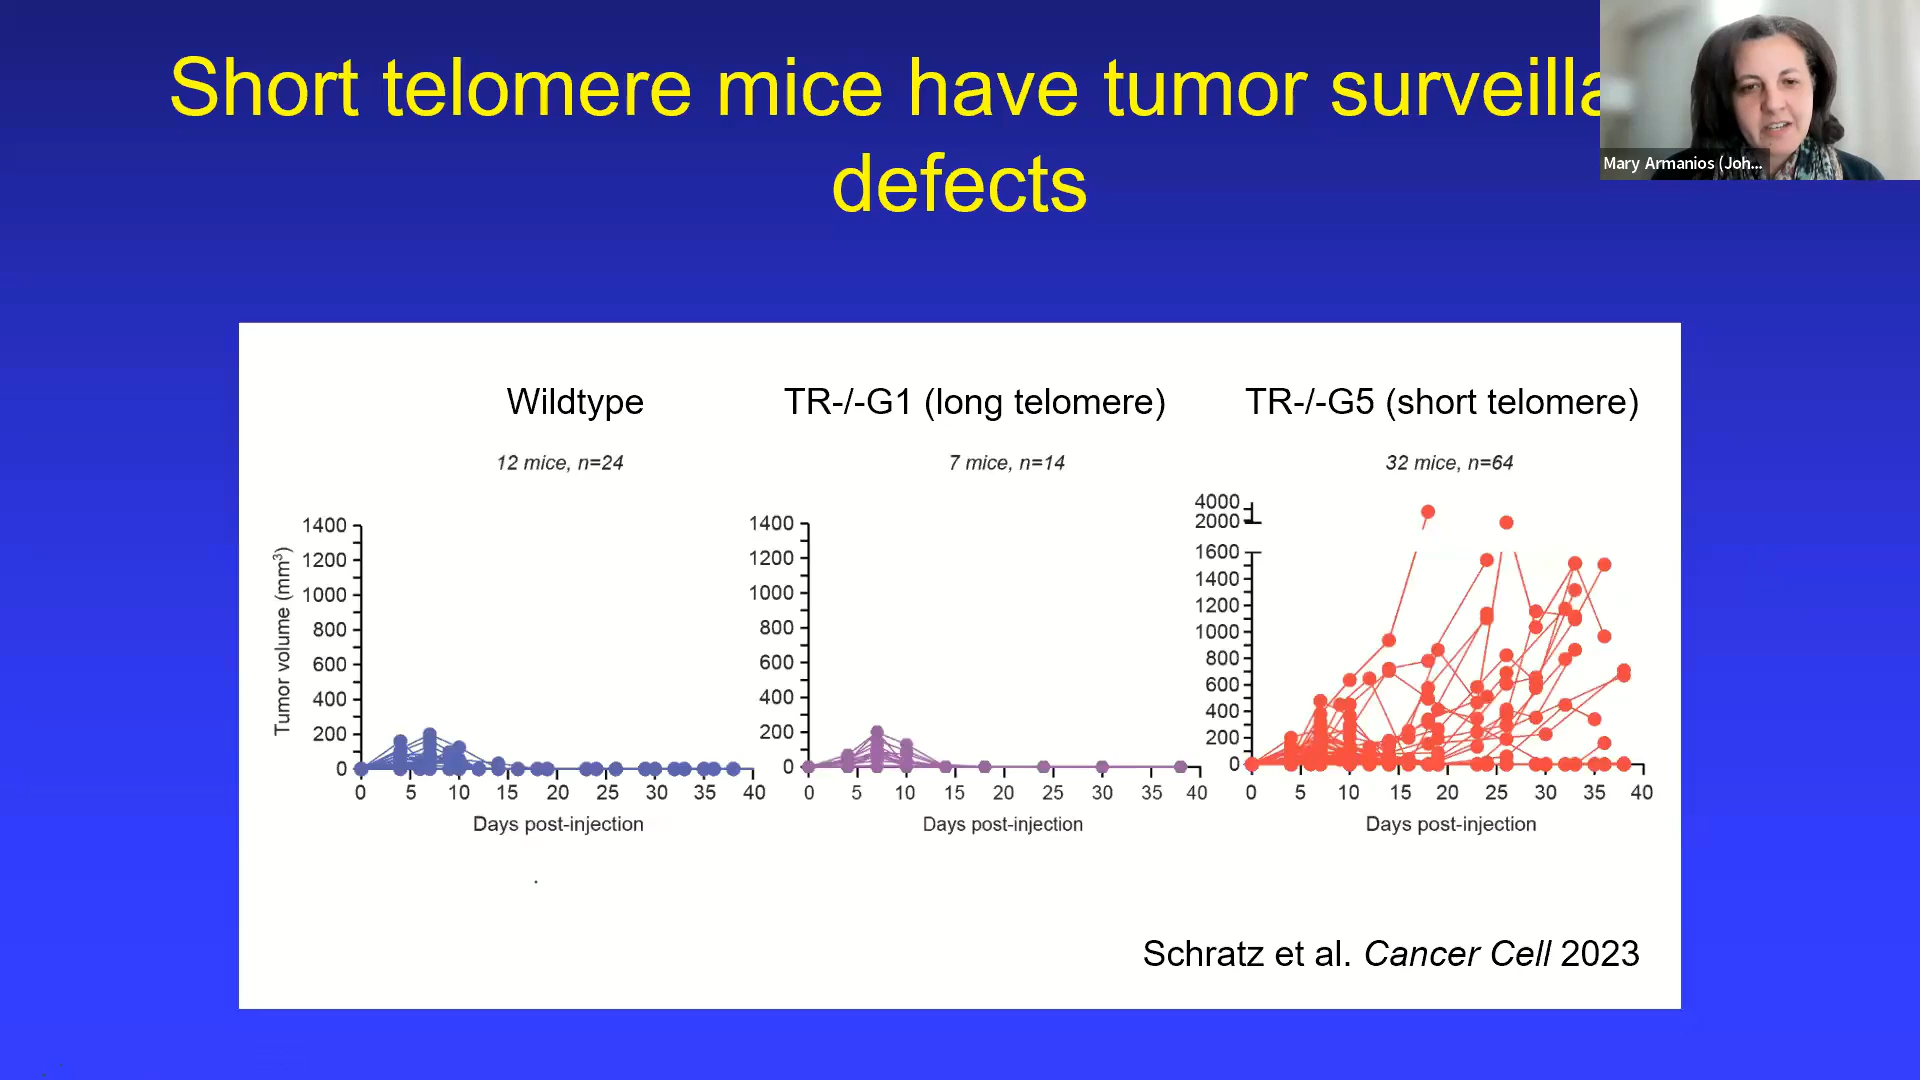 Short telomere mice have tumor surveilla
defects
Mary Armanios (Joh...
Wildtype
TR-/-G1 (long telomere)
TR-/-G5 (short telomere)
12 mice, n=24
7 mice, n=14
32 mice, n=64
Tumor volume (mm³)
1400
1200
1000
800
600
400
200
0
0 5 10 15 20 25 30 35 40
Days post-injection
1400
1200
1000
800
600
400
200
0
0 5 10 15 20 25 30 35 40
Days post-injection
4000
2000
1600
1400
1200
1000
800
600
400
200
0
0 5 10 15 20 25 30 35 40
Days post-injection
Schratz et al. Cancer Cell 2023